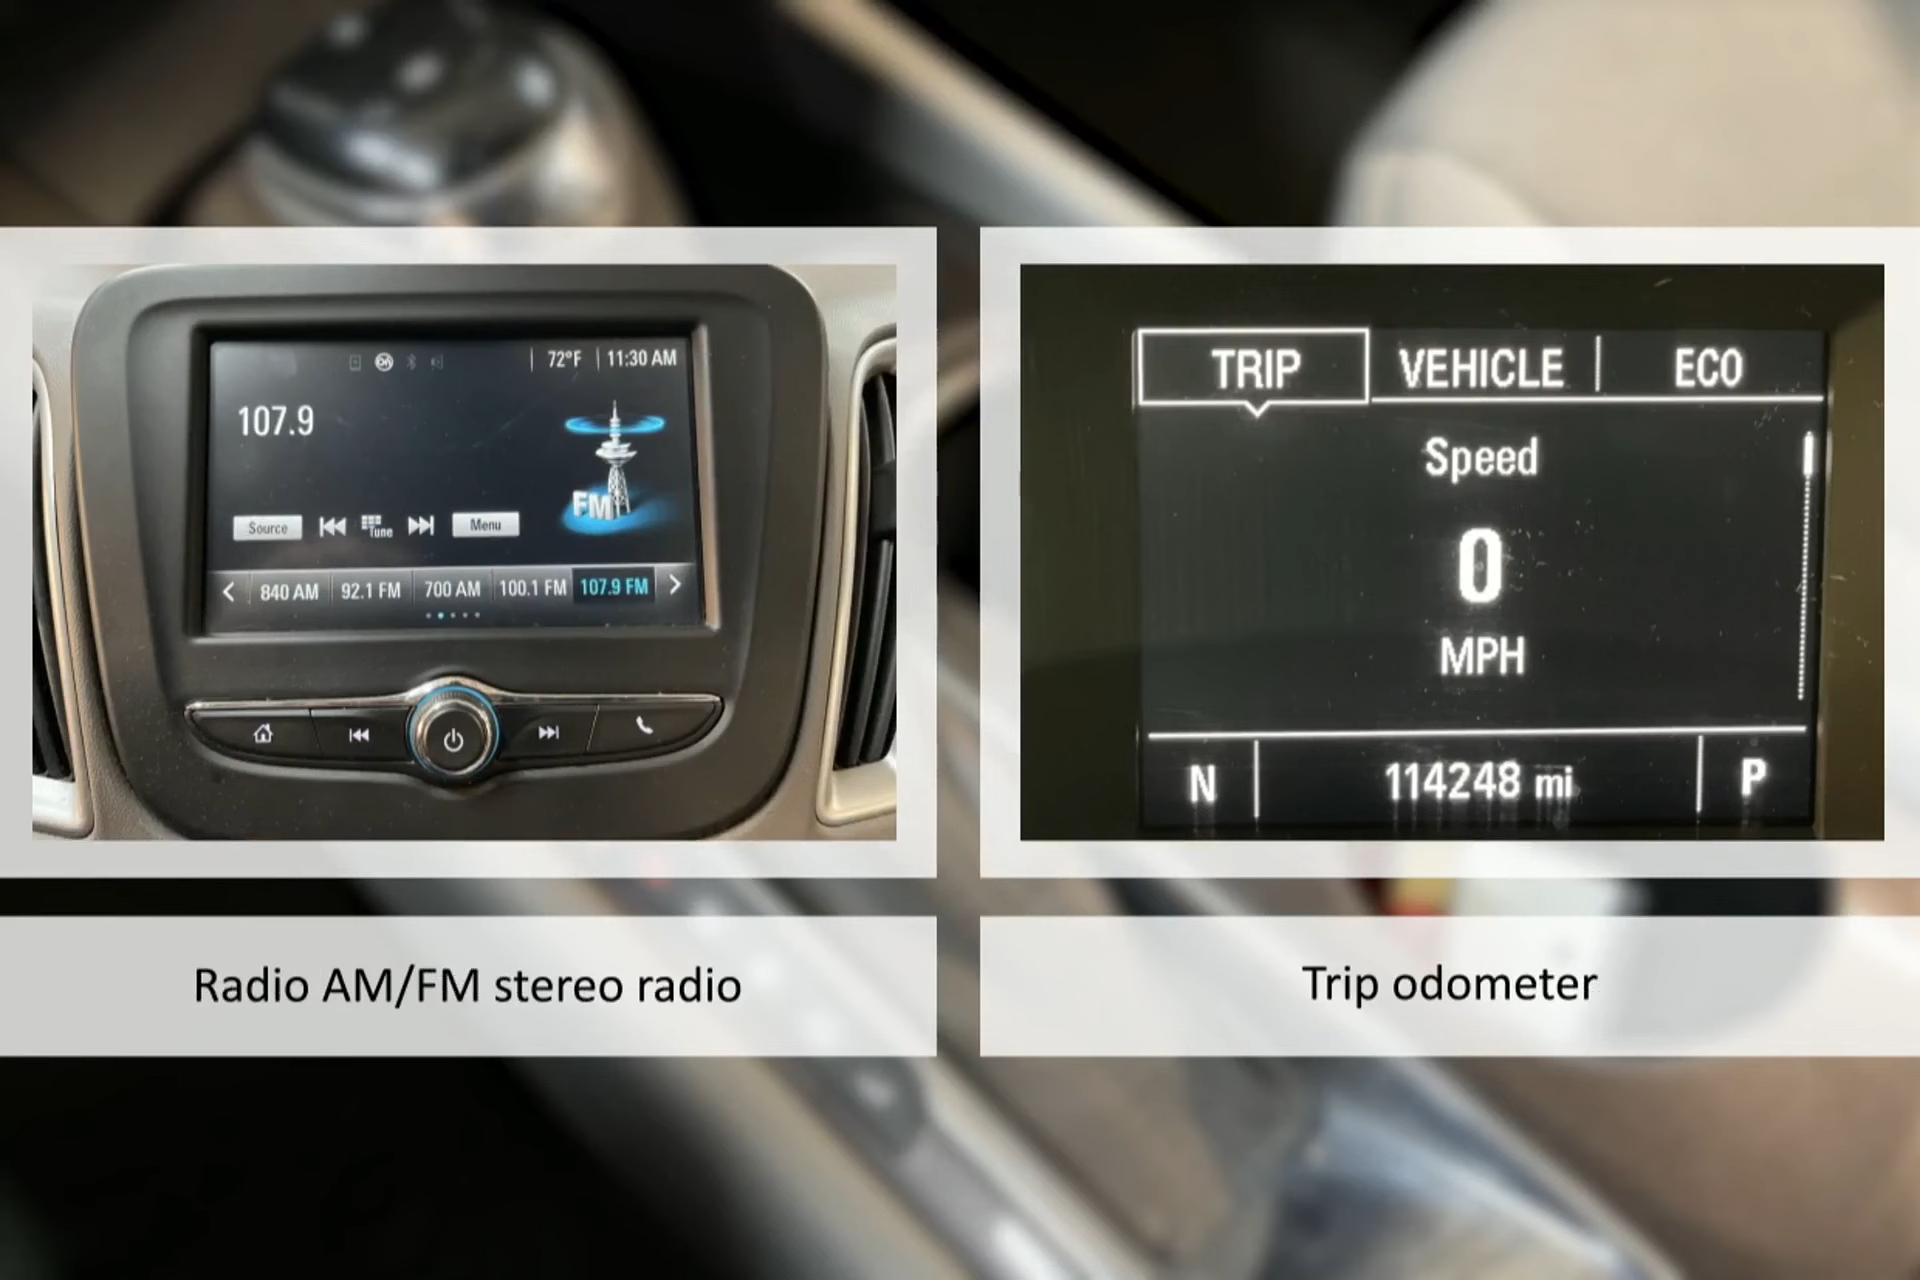 72°F 11:30 AM
107.9
FM
Source Tune Menu
840 AM 92.1 FM 700 AM 100.1 FM 107.9 FM
Radio AM/FM stereo radio
TRIP VEHICLE ECO
Speed
0
MPH
N 114248 mi P
Trip odometer